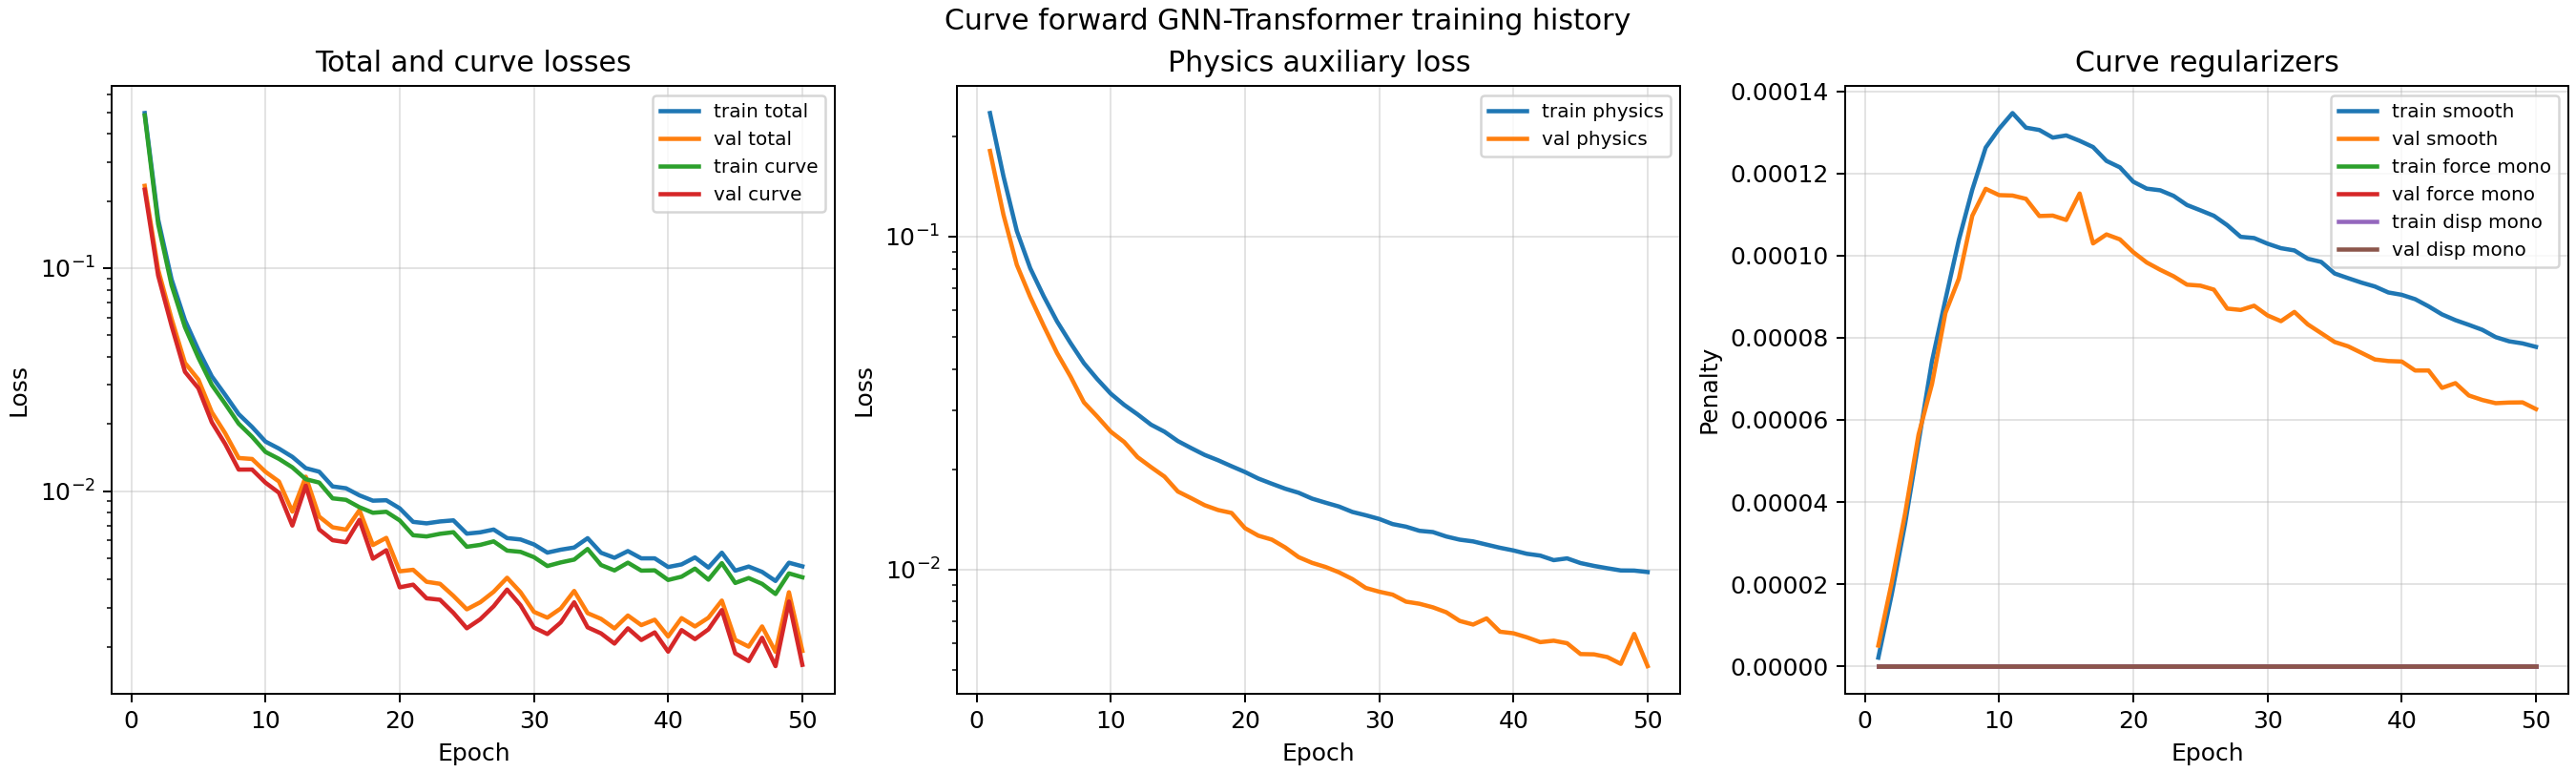 Curve forward GNN-Transformer training history
Total and curve losses
Loss
10⁻¹
10⁻²
train total
val total
train curve
val curve
0 10 20 30 40 50
Epoch
Physics auxiliary loss
Loss
10⁻¹
10⁻²
train physics
val physics
0 10 20 30 40 50
Epoch
Curve regularizers
Penalty
0.00014
0.00012
0.00010
0.00008
0.00006
0.00004
0.00002
0.00000
train smooth
val smooth
train force mono
val force mono
train disp mono
val disp mono
0 10 20 30 40 50
Epoch